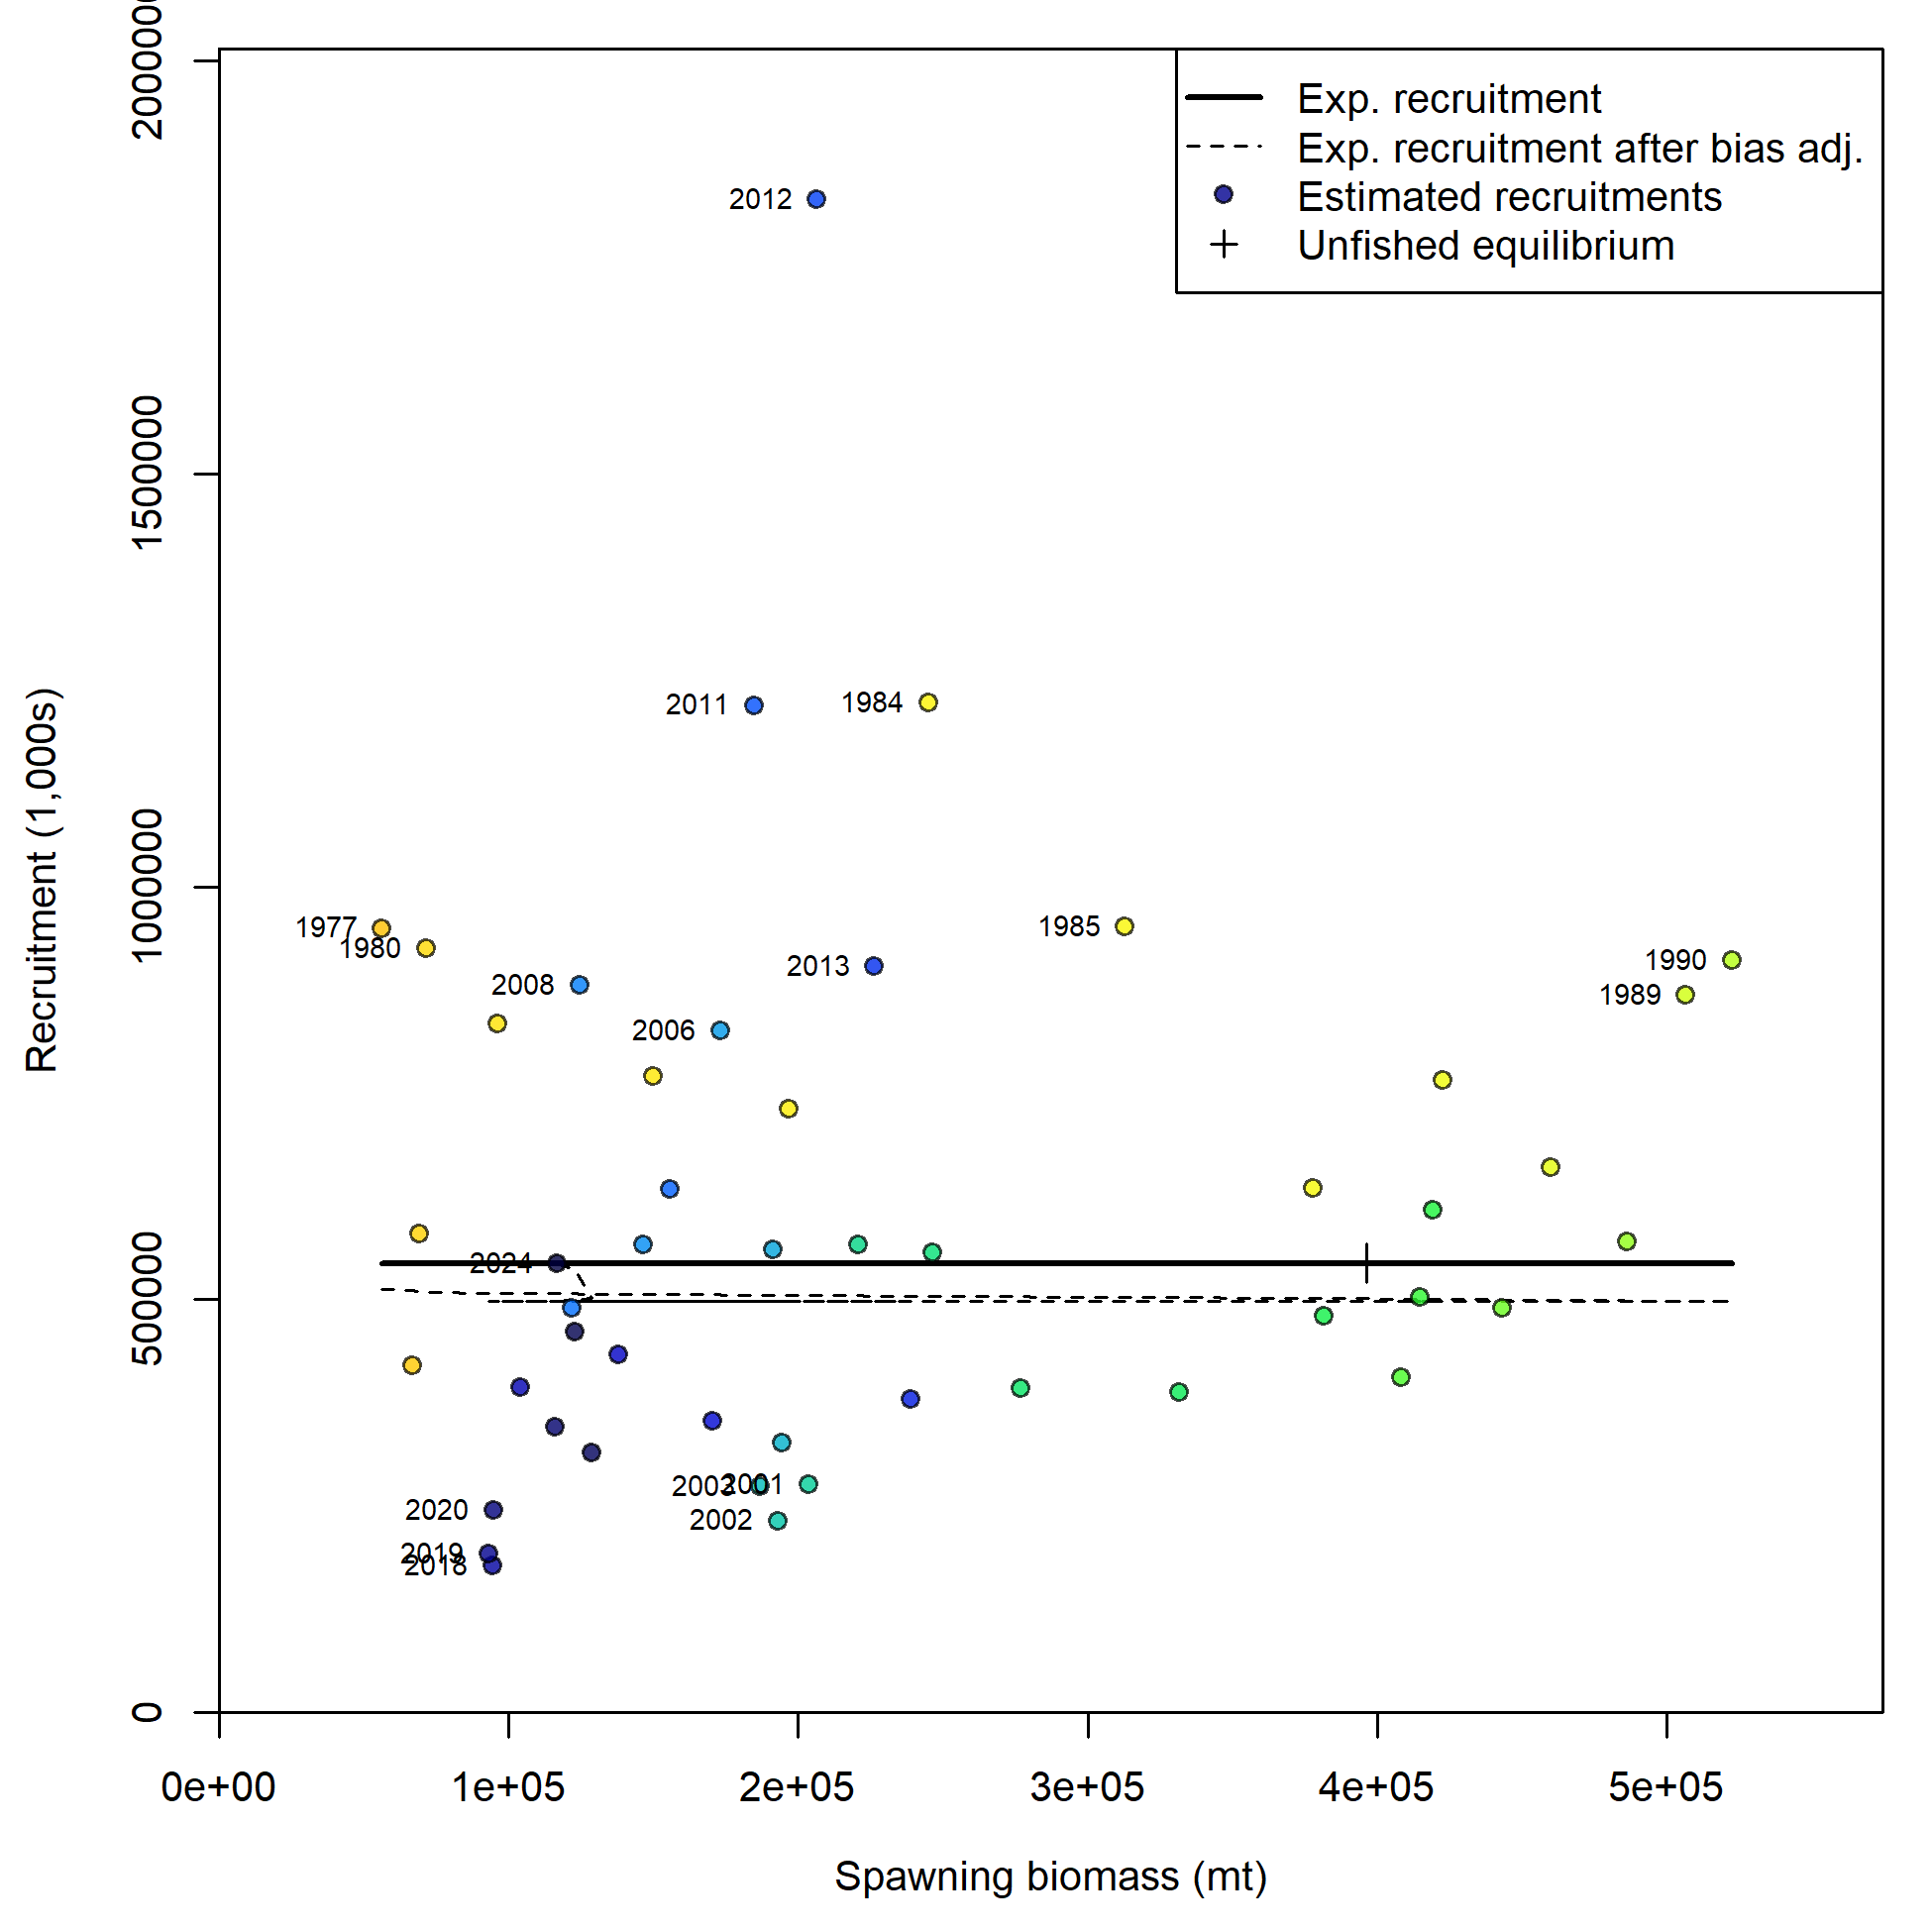 Exp. recruitment
Exp. recruitment after bias adj.
Estimated recruitments
Unfished equilibrium
2012
2011
1984
1977
1980
1985
2008
2013
1990
1989
2006
2024
2003
2001
2002
2020
2019
2018
Recruitment (1,000s)
2000000
1500000
1000000
500000
0
0e+00
1e+05
2e+05
3e+05
4e+05
5e+05
Spawning biomass (mt)